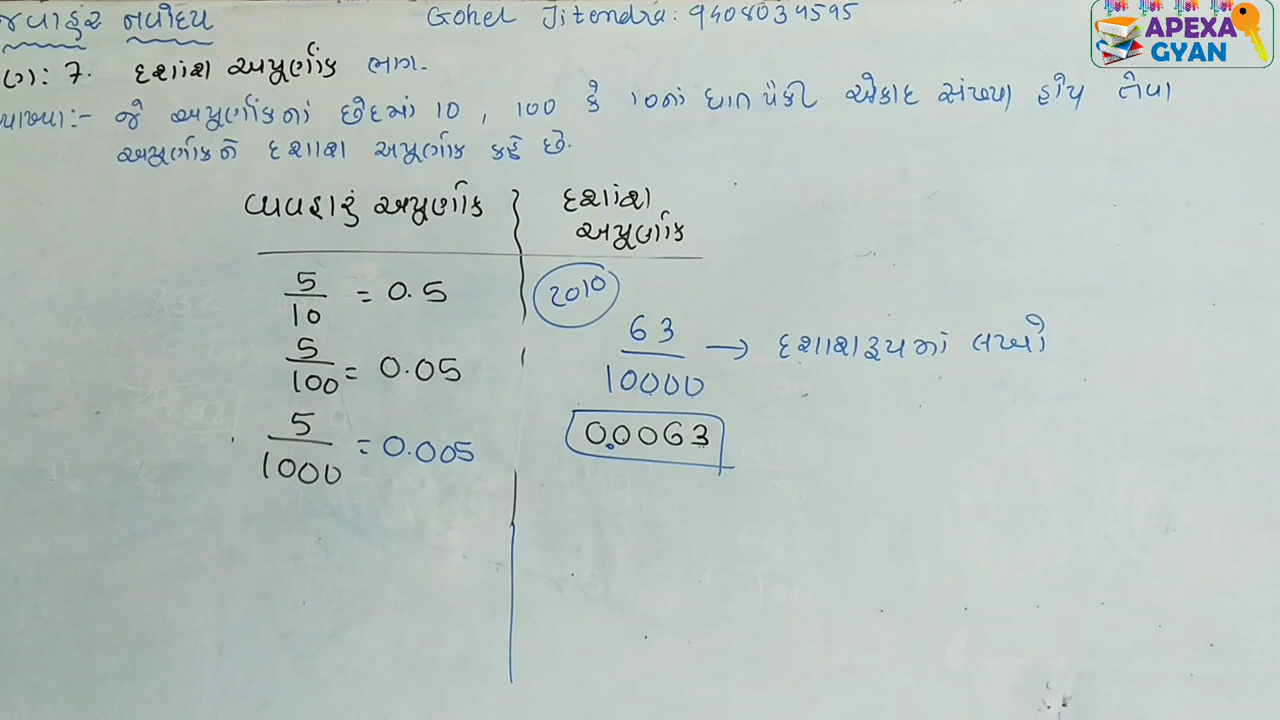 જવાહર નવોદય
Gohel Jitendra: 9408034595
APEXA
GYAN
7. દશાંશ અપૂર્ણાંક ભાગ-
વ્યાખ્યા:- જે અપૂર્ણાંકનાં છેદમાં 10, 100 કે 10નાં ઘાત પૈકી એકાદ સંખ્યા હોય તેવા
અપૂર્ણાંકને દશાશ અપૂર્ણાંક કહે છે.
વ્યવહારું અપૂર્ણાંક
દશાંશ
અપૂર્ણાંક
5/10 = 0.5
5/100 = 0.05
5/1000 = 0.005
2010
63/10000 → દશાશરૂપમાં લખો
0.0063